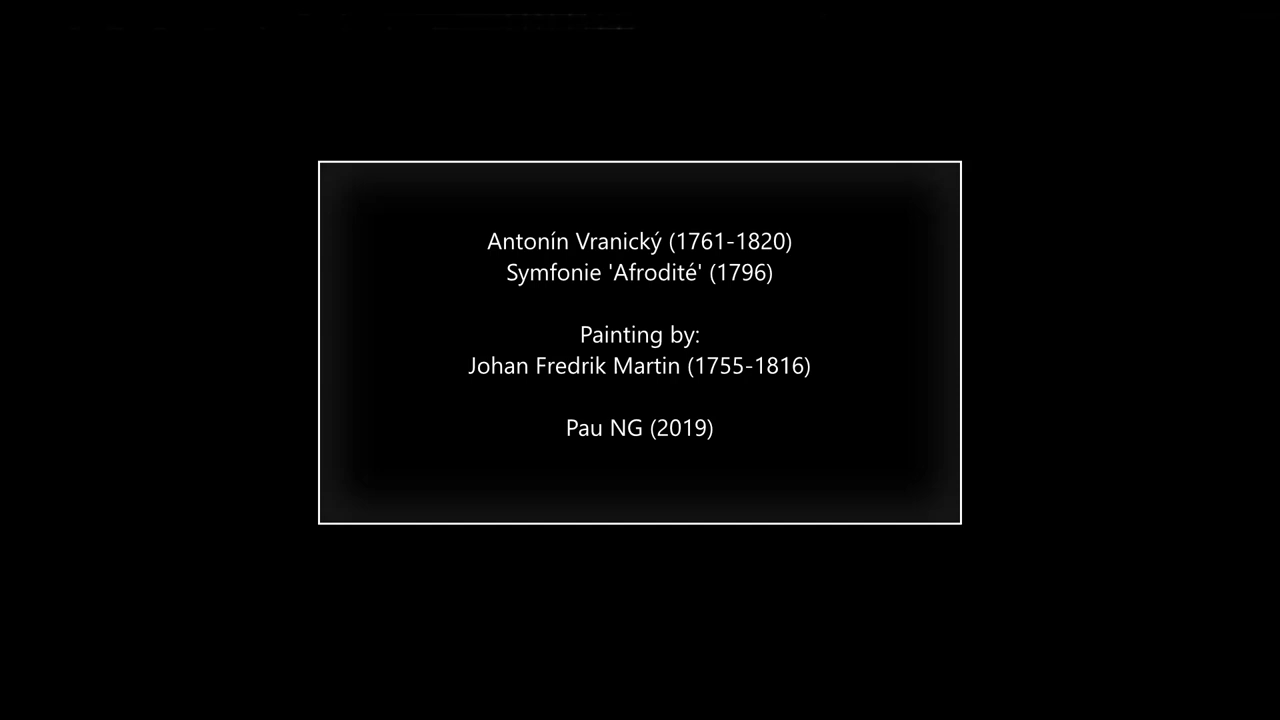 Antonín Vranický (1761-1820)
Symfonie 'Afrodité' (1796)
Painting by:
Johan Fredrik Martin (1755-1816)
Pau NG (2019)